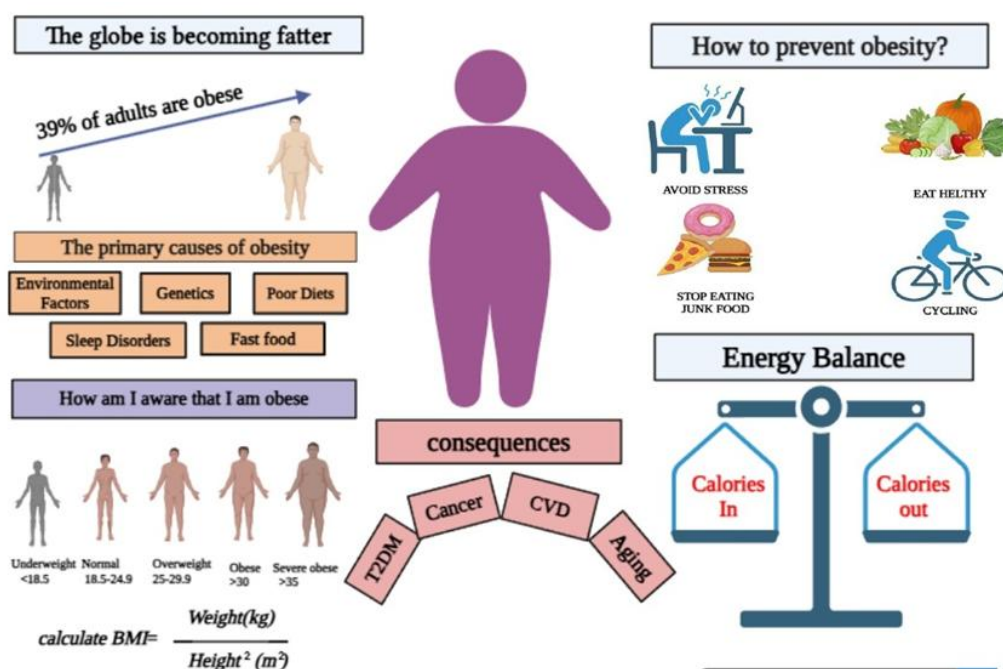 The globe is becoming fatter
39% of adults are obese
The primary causes of obesity
Environmental
Factors
Genetics
Poor Diets
Sleep Disorders
Fast food
How am I aware that I am obese
Underweight
<18.5
Normal
18.5-24.9
Overweight
25-29.9
Obese
>30
Severe obese
>35
calculate BMI=
Weight(kg)
Height² (m²)
consequences
T2DM
Cancer
CVD
Aging
How to prevent obesity?
AVOID STRESS
EAT HELTHY
STOP EATING
JUNK FOOD
CYCLING
Energy Balance
Calories
In
Calories
out